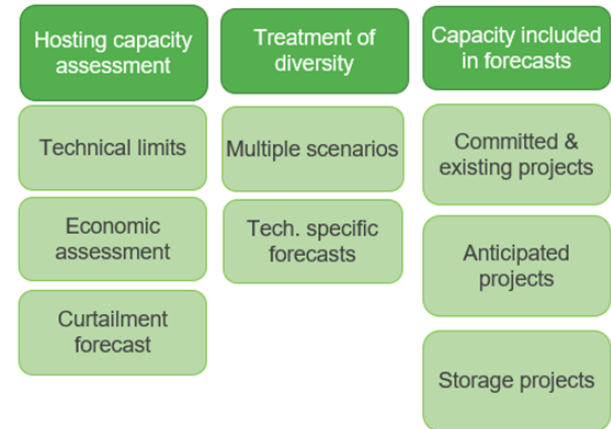 Hosting capacity
assessment
Technical limits
Economic
assessment
Curtailment
forecast
Treatment of
diversity
Multiple scenarios
Tech. specific
forecasts
Capacity included
in forecasts
Committed &
existing projects
Anticipated
projects
Storage projects